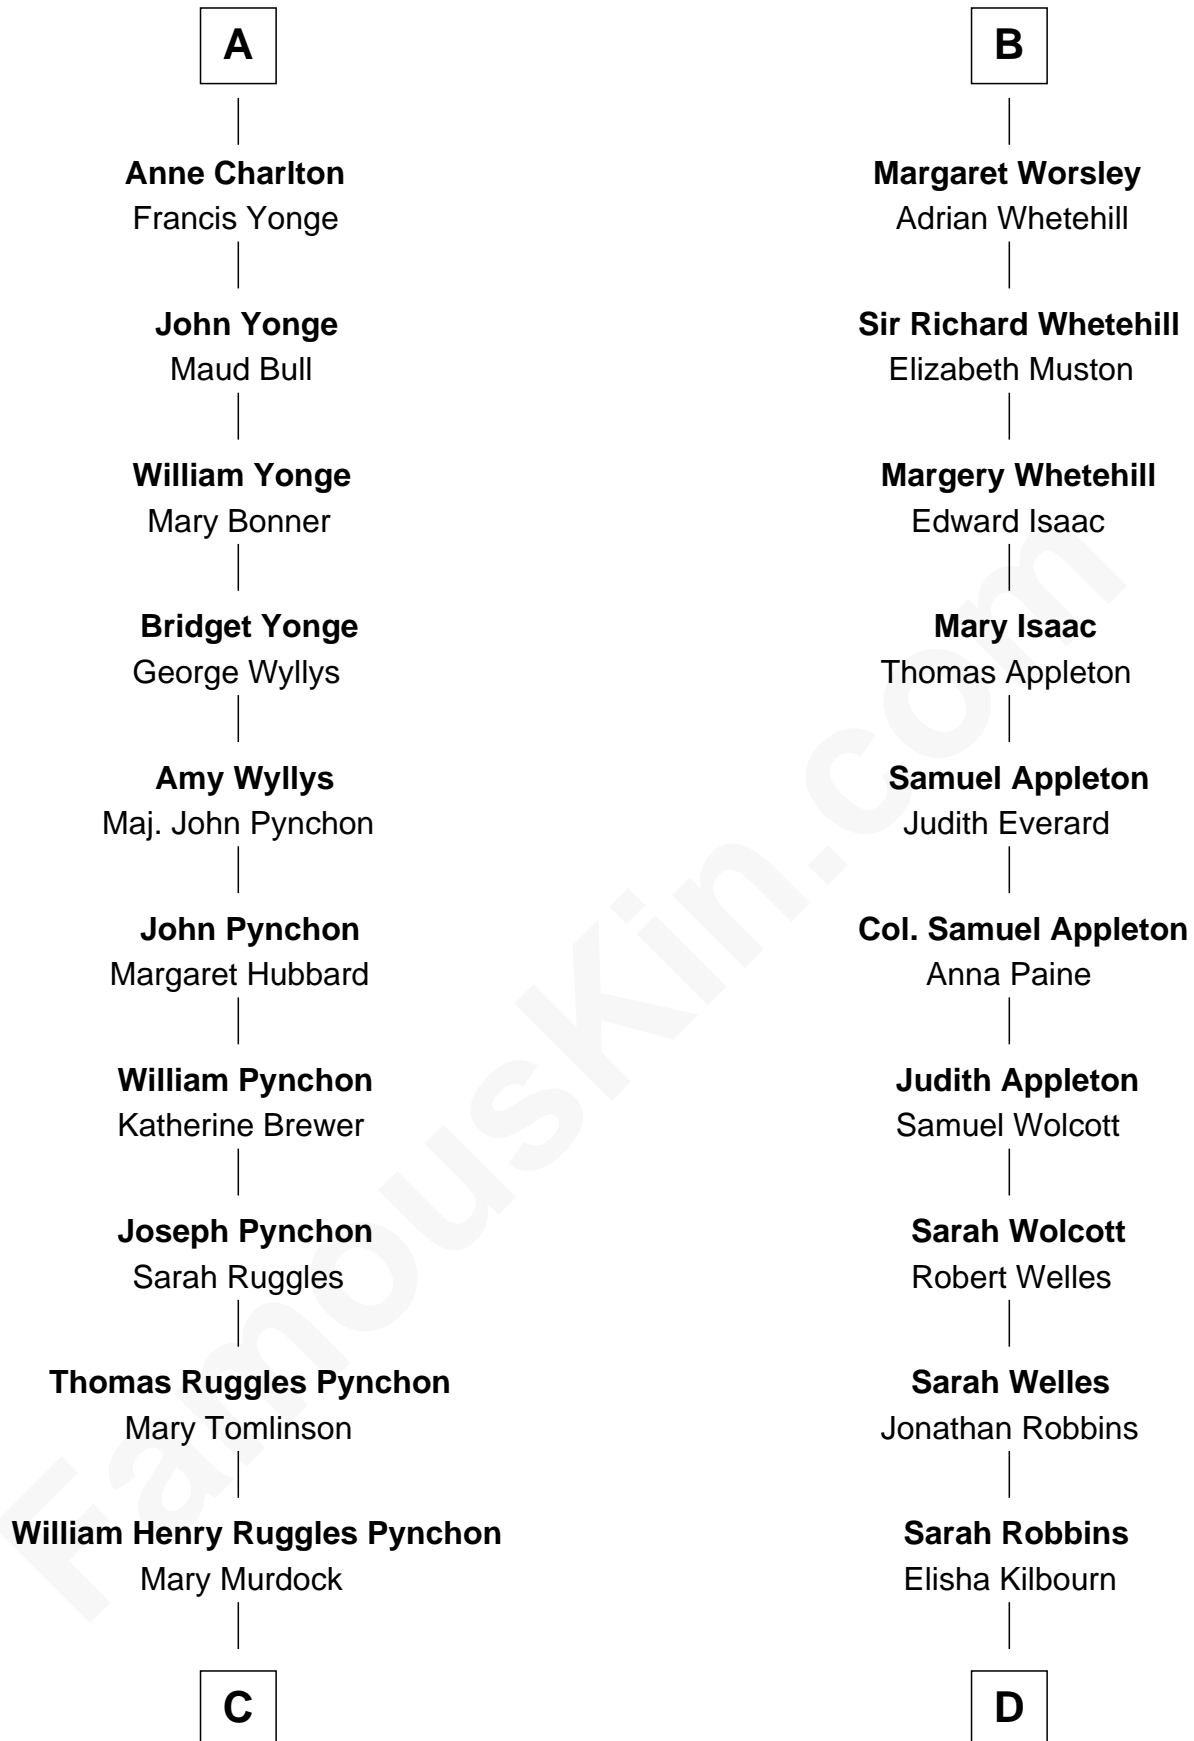 A
Anne Charlton
Francis Yonge
John Yonge
Maud Bull
William Yonge
Mary Bonner
Bridget Yonge
George Wyllys
Amy Wyllys
Maj. John Pynchon
John Pynchon
Margaret Hubbard
William Pynchon
Katherine Brewer
Joseph Pynchon
Sarah Ruggles
Thomas Ruggles Pynchon
Mary Tomlinson
William Henry Ruggles Pynchon
Mary Murdock
C
B
Margaret Worsley
Adrian Whetehill
Sir Richard Whetehill
Elizabeth Muston
Margery Whetehill
Edward Isaac
Mary Isaac
Thomas Appleton
Samuel Appleton
Judith Everard
Col. Samuel Appleton
Anna Paine
Judith Appleton
Samuel Wolcott
Sarah Wolcott
Robert Welles
Sarah Welles
Jonathan Robbins
Sarah Robbins
Elisha Kilbourn
D
FamousKin.com